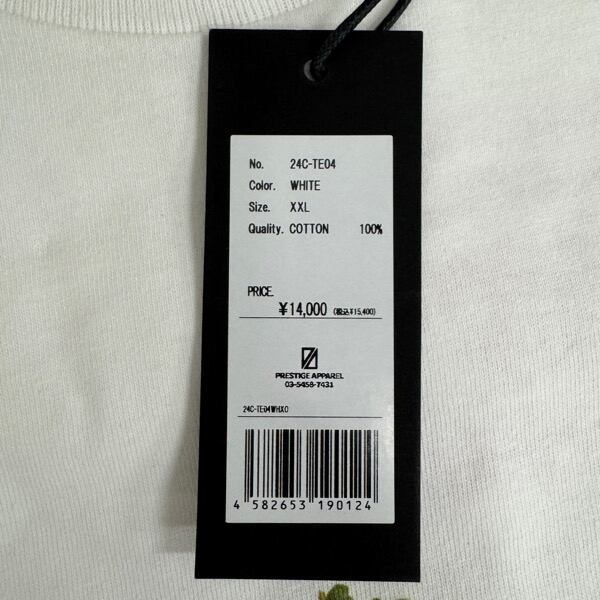 No. 24C-TE04
Color. WHITE
Size. XXL
Quality. COTTON 100%
PRICE.
¥14,000 (税込¥15,400)
PRESTIGE APPAREL
03-5458-7431
24C-TE04WHXO
4 582653 190124